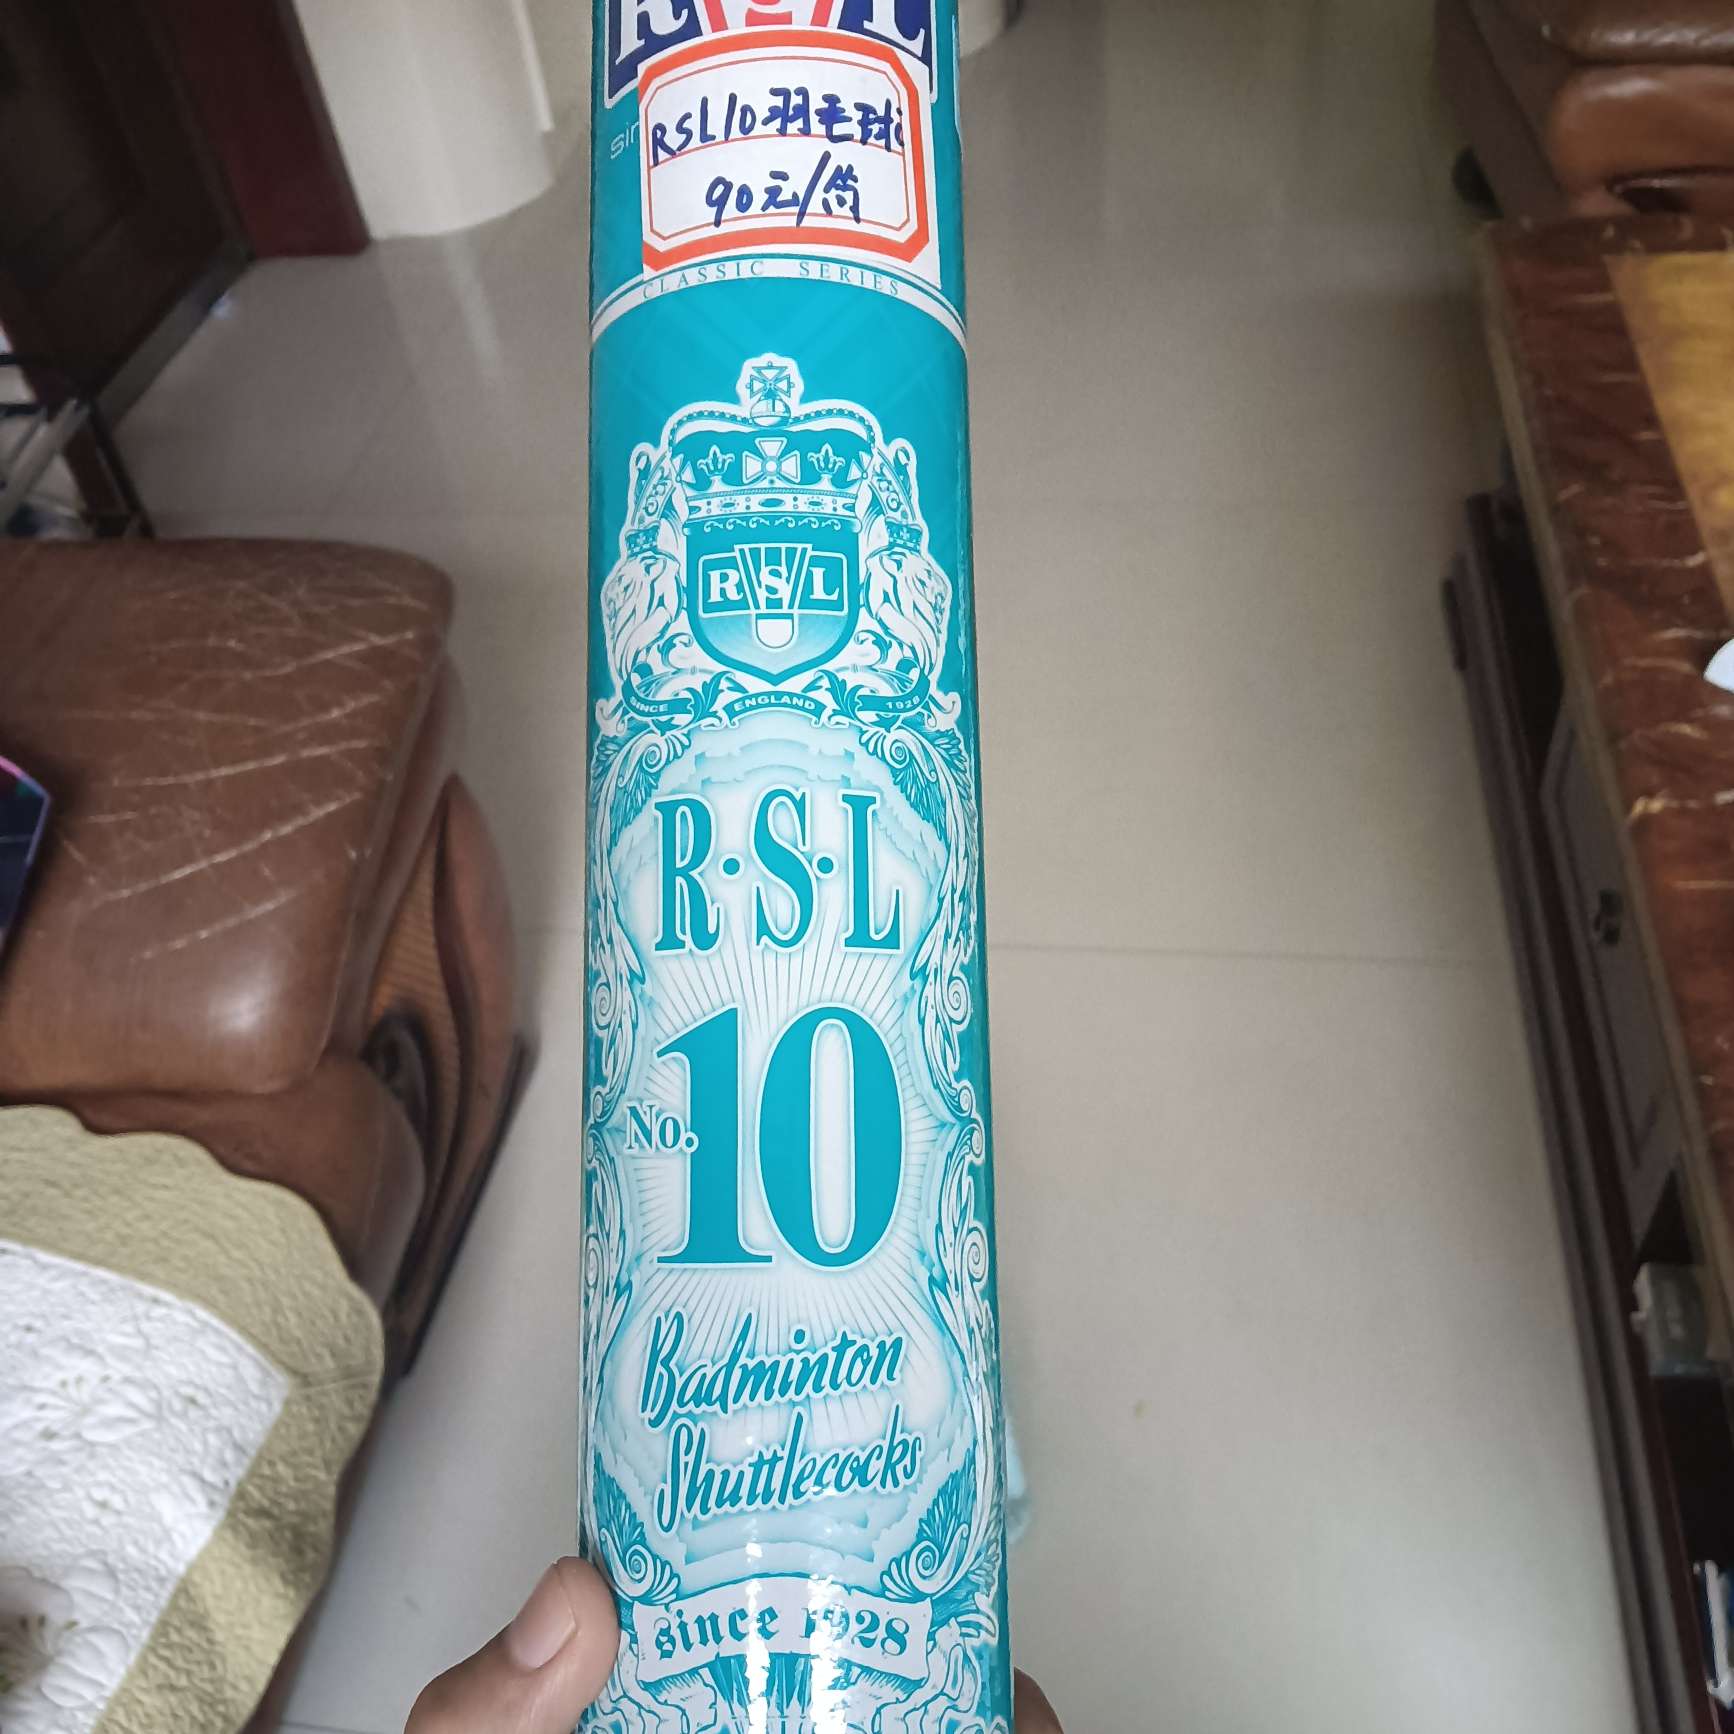 RSL
RSL10羽毛球
90元/筒
CLASSIC SERIES
RSL
SINCE ENGLAND 1928
R·S·L
No.10
Badminton
Shuttlecocks
since 1928